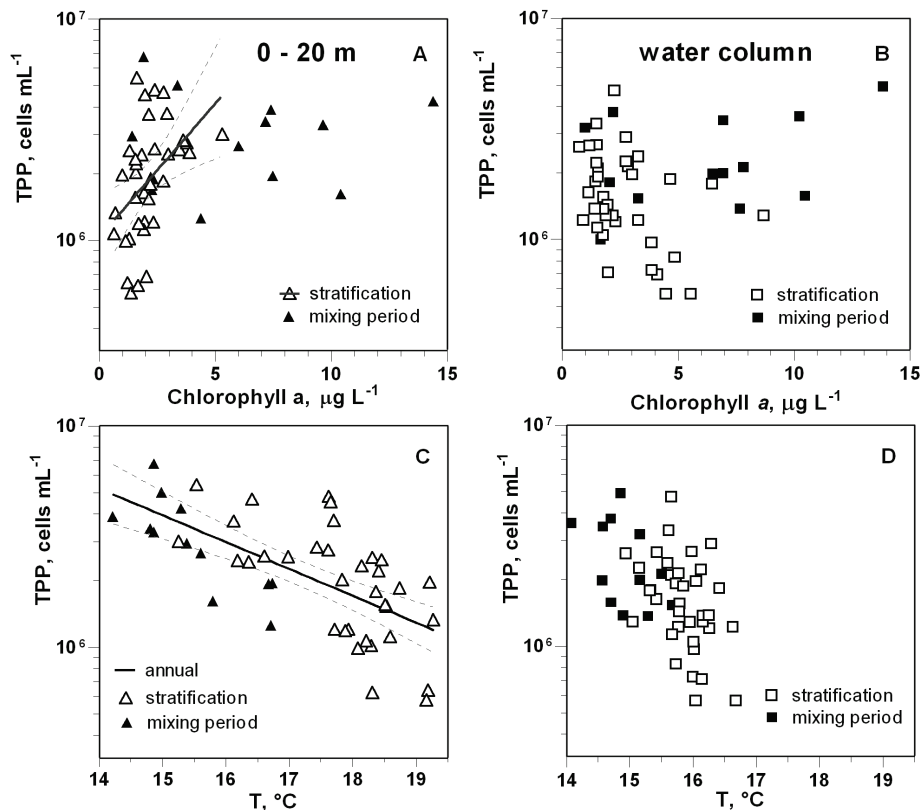 10⁷
0 - 20 m
A
TPP, cells mL⁻¹
10⁶
stratification
mixing period
0 5 10 15
Chlorophyll a, µg L⁻¹
10⁷
water column
B
TPP, cells mL⁻¹
10⁶
stratification
mixing period
0 5 10 15
Chlorophyll a, µg L⁻¹
10⁷
C
TPP, cells mL⁻¹
10⁶
annual
stratification
mixing period
14 15 16 17 18 19
T, °C
10⁷
D
TPP, cells mL⁻¹
10⁶
stratification
mixing period
14 15 16 17 18 19
T, °C